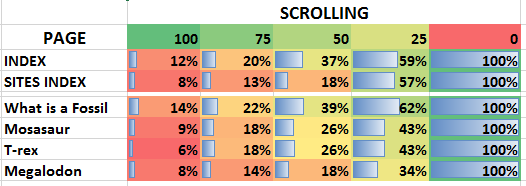 SCROLLING
PAGE 100 75 50 25 0
INDEX 12% 20% 37% 59% 100%
SITES INDEX 8% 13% 18% 57% 100%
What is a Fossil 14% 22% 39% 62% 100%
Mosasaur 9% 18% 26% 43% 100%
T-rex 6% 18% 26% 43% 100%
Megalodon 8% 14% 18% 34% 100%